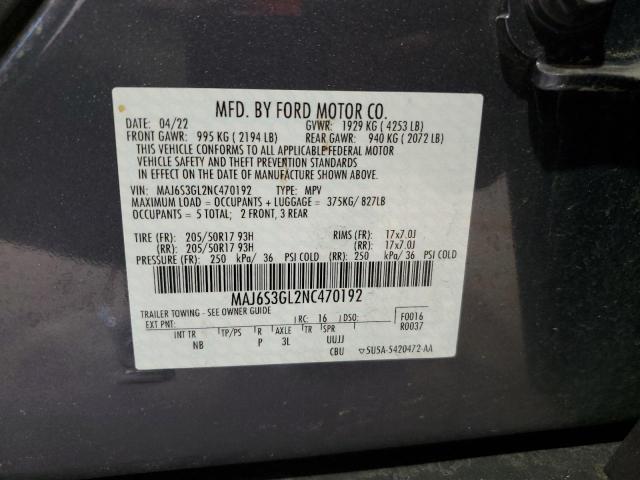 MFD. BY FORD MOTOR CO.
DATE: 04/22 GVWR: 1929 KG ( 4253 LB)
FRONT GAWR: 995 KG ( 2194 LB) REAR GAWR: 940 KG ( 2072 LB)
THIS VEHICLE CONFORMS TO ALL APPLICABLE FEDERAL MOTOR
VEHICLE SAFETY AND THEFT PREVENTION STANDARDS
IN EFFECT ON THE DATE OF MANUFACTURE SHOWN ABOVE.
VIN: MAJ6S3GL2NC470192 TYPE: MPV
MAXIMUM LOAD = OCCUPANTS + LUGGAGE = 375KG/ 827LB
OCCUPANTS = 5 TOTAL; 2 FRONT, 3 REAR
TIRE (FR): 205/50R17 93H RIMS (FR): 17x7.0J
(RR): 205/50R17 93H (RR): 17x7.0J
PRESSURE (FR): 250 kPa/ 36 PSI COLD (RR): 250 kPa/ 36 PSI COLD
MAJ6S3GL2NC470192
TRAILER TOWING - SEE OWNER GUIDE
EXT PNT: RC: 16 DSO: F0016
R0037
INT TR TP/PS R AXLE TR SPR
NB P 3L UUJJ
CBU ▽5USA-5420472-AA